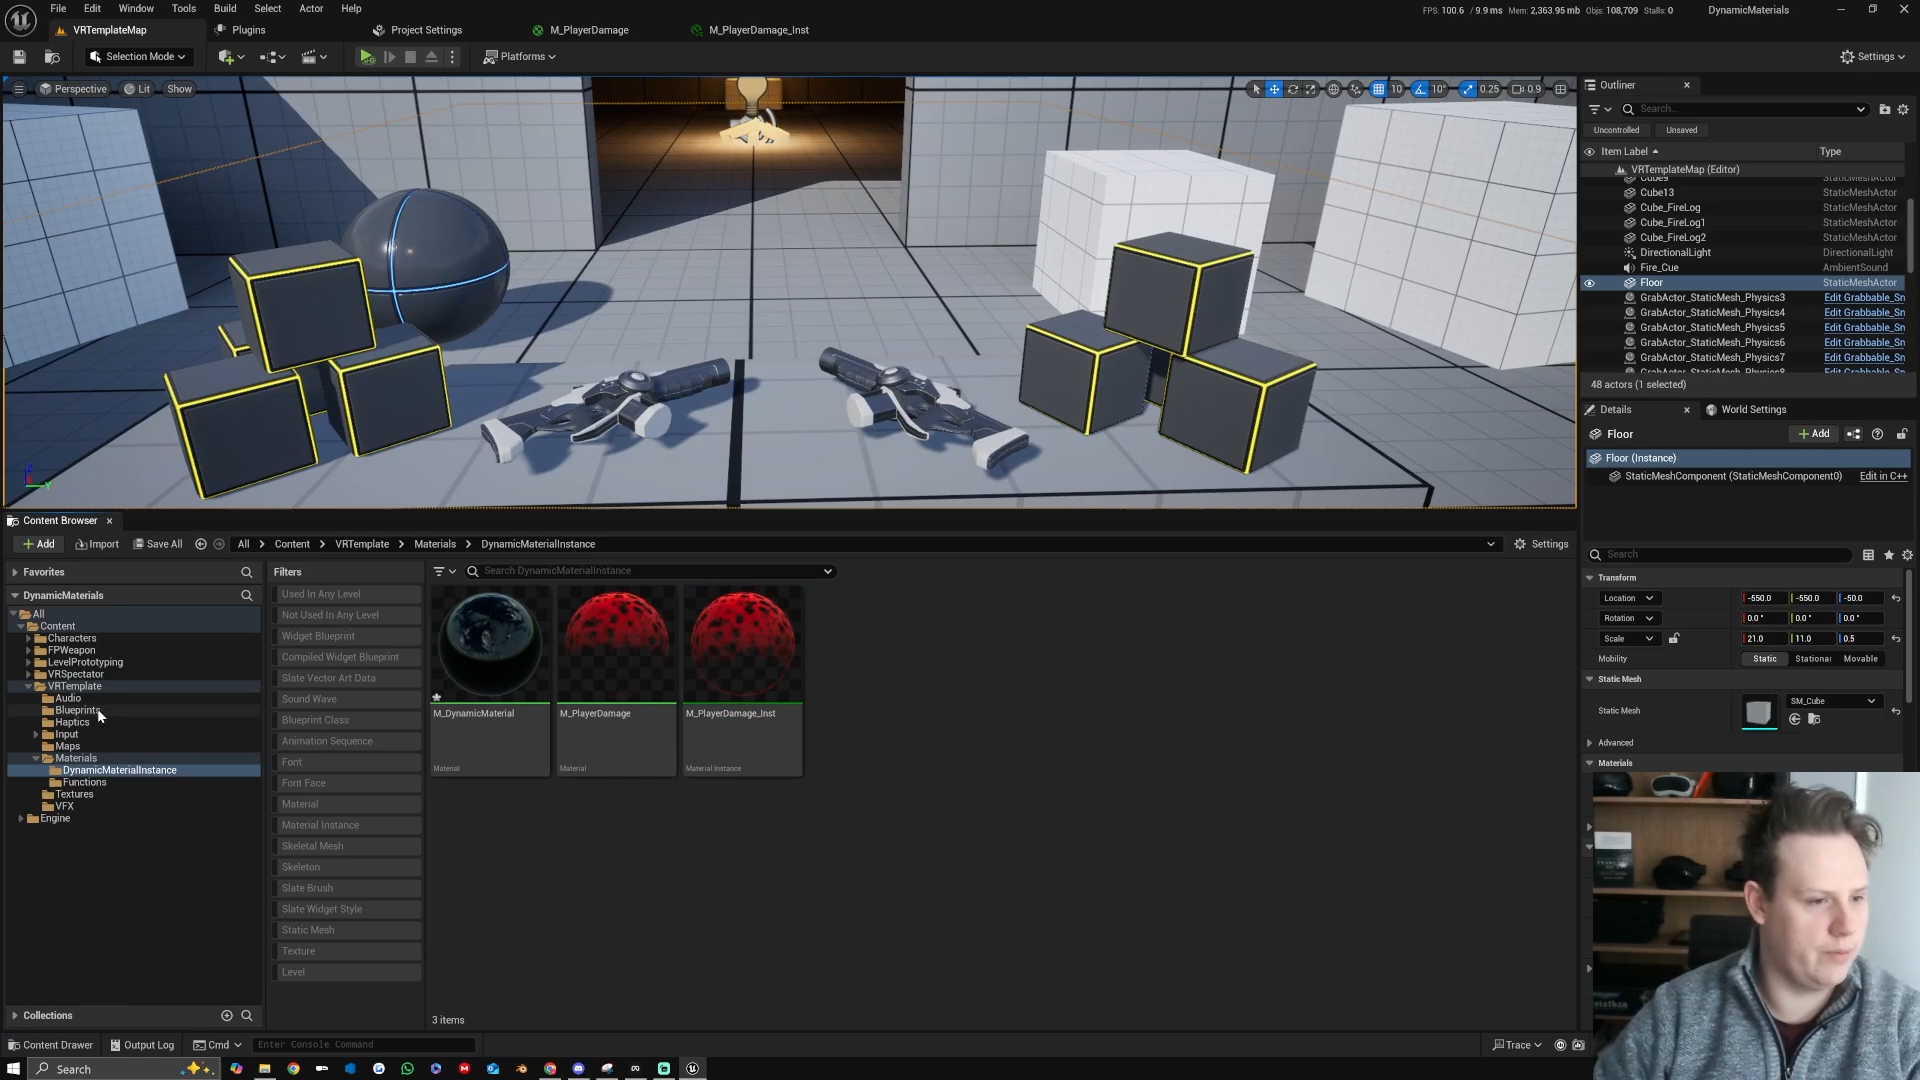 File Edit Window Tools Build Select Actor Help
FPS: 100.6 / 9.9 ms Mem: 2,363.95 mb Objs: 108,709 Stalls: 0 DynamicMaterials
VRTemplateMap Plugins Project Settings M_PlayerDamage M_PlayerDamage_Inst
Selection Mode Platforms Settings
Perspective Lit Show 10 10° 0.25 0.9
Outliner
Search...
Uncontrolled Unsaved
Item Label Type
VRTemplateMap (Editor)
Cube9 StaticMeshActor
Cube13 StaticMeshActor
Cube_FireLog StaticMeshActor
Cube_FireLog1 StaticMeshActor
Cube_FireLog2 StaticMeshActor
DirectionalLight DirectionalLight
Fire_Cue AmbientSound
Floor StaticMeshActor
GrabActor_StaticMesh_Physics3 Edit Grabbable_Sn
GrabActor_StaticMesh_Physics4 Edit Grabbable_Sn
GrabActor_StaticMesh_Physics5 Edit Grabbable_Sn
GrabActor_StaticMesh_Physics6 Edit Grabbable_Sn
GrabActor_StaticMesh_Physics7 Edit Grabbable_Sn
48 actors (1 selected)
Details World Settings
Floor + Add
Floor (Instance)
StaticMeshComponent (StaticMeshComponent0) Edit in C++
Search
Transform
Location -550.0 -550.0 -50.0
Rotation 0.0 ° 0.0 ° 0.0 °
Scale 21.0 11.0 0.5
Mobility Static Stationar Movable
Static Mesh
Static Mesh SM_Cube
Advanced
Materials
Content Browser
+ Add Import Save All All > Content > VRTemplate > Materials > DynamicMaterialInstance Settings
Favorites
DynamicMaterials
All
Content
Characters
FPWeapon
LevelPrototyping
VRSpectator
VRTemplate
Audio
Blueprints
Haptics
Input
Maps
Materials
DynamicMaterialInstance
Functions
Textures
VFX
Engine
Collections
Filters
Used In Any Level
Not Used In Any Level
Widget Blueprint
Compiled Widget Blueprint
Slate Vector Art Data
Sound Wave
Blueprint Class
Animation Sequence
Font
Font Face
Material
Material Instance
Skeletal Mesh
Skeleton
Slate Brush
Slate Widget Style
Static Mesh
Texture
Level
Search DynamicMaterialInstance
M_DynamicMaterial M_PlayerDamage M_PlayerDamage_Inst
Material Material Material Instance
3 items
Content Drawer Output Log Cmd Enter Console Command Trace
Search